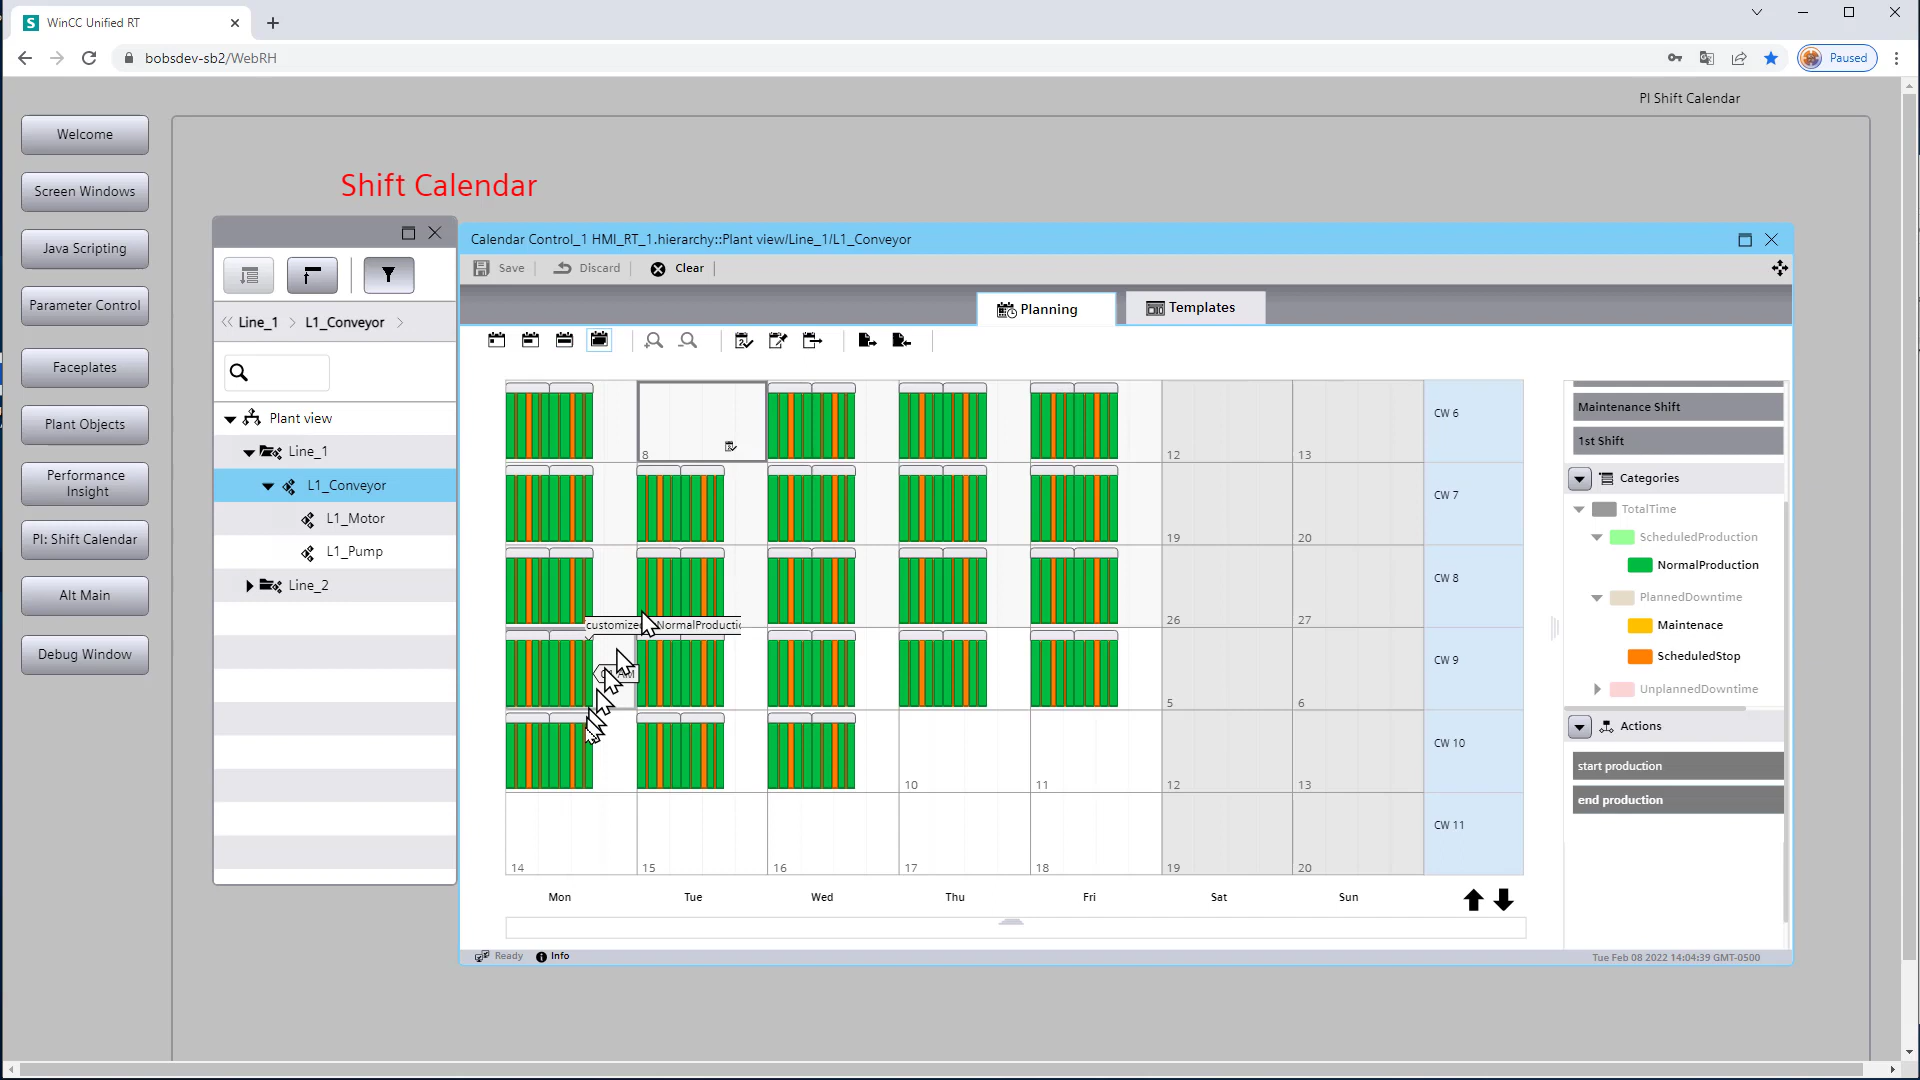 WinCC Unified RT
bobsdev-sb2/WebRH
Paused
PI Shift Calendar
Welcome
Screen Windows
Java Scripting
Parameter Control
Faceplates
Plant Objects
Performance
Insight
PI: Shift Calendar
Alt Main
Debug Window
Shift Calendar
Line_1
L1_Conveyor
Plant view
Line_1
L1_Conveyor
L1_Motor
L1_Pump
Line_2
Calendar Control_1 HMI_RT_1.hierarchy::Plant view/Line_1/L1_Conveyor
Save
Discard
Clear
Planning
Templates
8
12
13
CW 6
19
20
CW 7
26
27
CW 8
5
6
CW 9
10
11
12
13
CW 10
14
15
16
17
18
19
20
CW 11
Mon
Tue
Wed
Thu
Fri
Sat
Sun
Ready
Info
Tue Feb 08 2022 14:04:39 GMT-0500
Maintenance Shift
1st Shift
Categories
TotalTime
ScheduledProduction
NormalProduction
PlannedDowntime
Maintenace
ScheduledStop
UnplannedDowntime
Actions
start production
end production